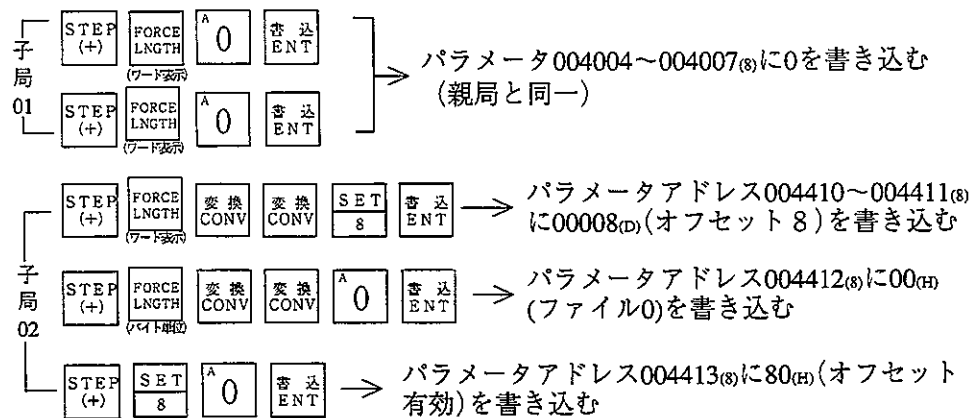 子局01
STEP (+) FORCE LNGTH A 0 書込 ENT
(ワード表示)
STEP (+) FORCE LNGTH A 0 書込 ENT
(ワード表示)
パラメータ004004～004007(8)に0を書き込む
(親局と同一)
子局02
STEP (+) FORCE LNGTH 変換 CONV 変換 CONV SET 8 書込 ENT
(ワード表示)
パラメータアドレス004410～004411(8)
に00008(D)(オフセット8)を書き込む
STEP (+) FORCE LNGTH 変換 CONV 変換 CONV A 0 書込 ENT
(バイト単位)
パラメータアドレス004412(8)に00(H)
(ファイル0)を書き込む
STEP (+) SET 8 A 0 書込 ENT
パラメータアドレス004413(8)に80(H)(オフセット
有効)を書き込む